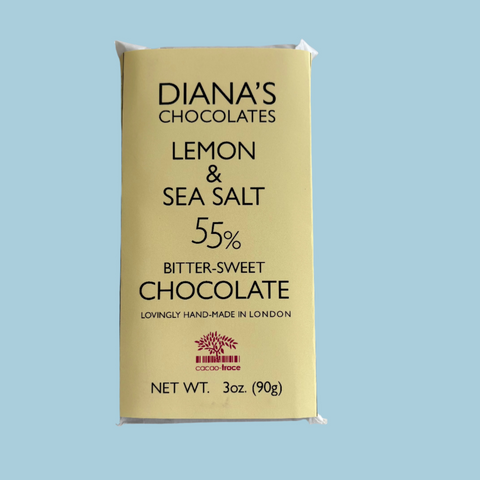 DIANA'S
CHOCOLATES
LEMON
&
SEA SALT
55%
BITTER-SWEET
CHOCOLATE
LOVINGLY HAND-MADE IN LONDON
cacao-trace
NET WT. 3oz. (90g)